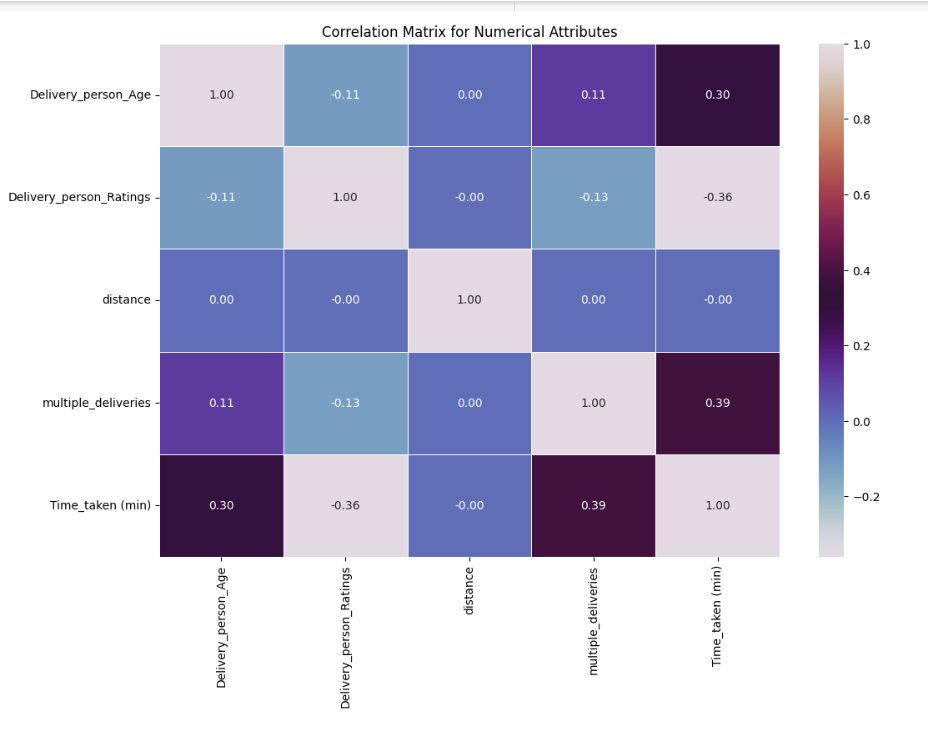 Correlation Matrix for Numerical Attributes
Delivery_person_Age
1.00 -0.11 0.00 0.11 0.30
Delivery_person_Ratings
-0.11 1.00 -0.00 -0.13 -0.36
distance
0.00 -0.00 1.00 0.00 -0.00
multiple_deliveries
0.11 -0.13 0.00 1.00 0.39
Time_taken (min)
0.30 -0.36 -0.00 0.39 1.00
Delivery_person_Age
Delivery_person_Ratings
distance
multiple_deliveries
Time_taken (min)
1.0
0.8
0.6
0.4
0.2
0.0
−0.2